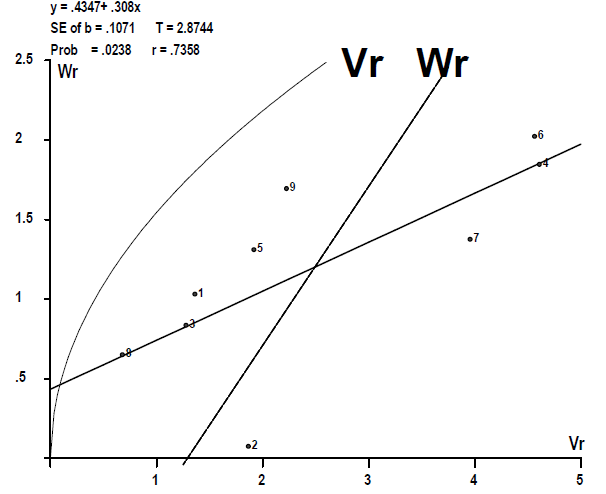 y = .4347+ .308x
SE of b = .1071 T = 2.8744
Prob = .0238 r = .7358
Vr Wr
2.5
Wr
2
1.5
1
.5
6
4
9
7
5
1
3
8
2
Vr
1 2 3 4 5